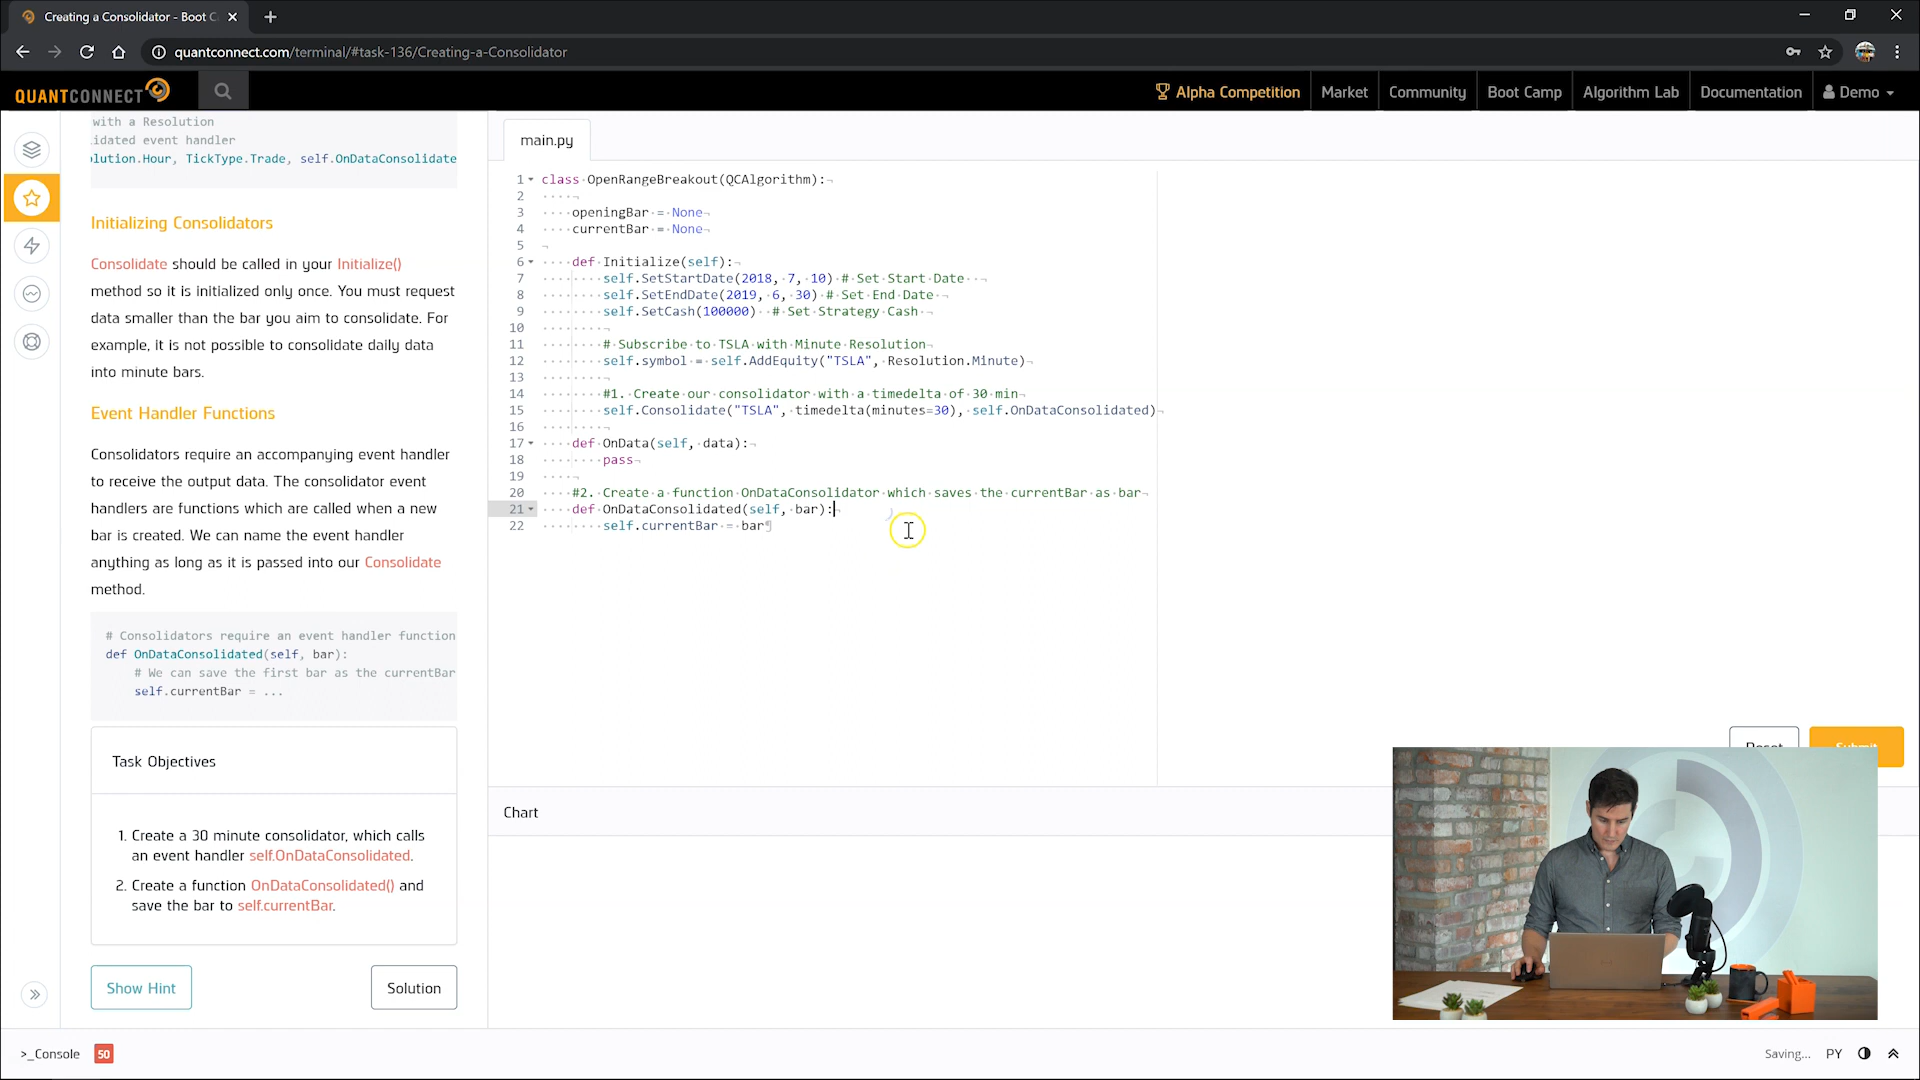 Creating a Consolidator - Boot C
quantconnect.com/terminal/#task-136/Creating-a-Consolidator
QUANTCONNECT
Alpha Competition
Market
Community
Boot Camp
Algorithm Lab
Documentation
Demo
with a Resolution
idated event handler
olution.Hour, TickType.Trade, self.OnDataConsolidate
Initializing Consolidators
Consolidate should be called in your Initialize()
method so it is initialized only once. You must request
data smaller than the bar you aim to consolidate. For
example, it is not possible to consolidate daily data
into minute bars.
Event Handler Functions
Consolidators require an accompanying event handler
to receive the output data. The consolidator event
handlers are functions which are called when a new
bar is created. We can name the event handler
anything as long as it is passed into our Consolidate
method.
# Consolidators require an event handler function
def OnDataConsolidated(self, bar):
# We can save the first bar as the currentBar
self.currentBar = ...
Task Objectives
1. Create a 30 minute consolidator, which calls
an event handler self.OnDataConsolidated.
2. Create a function OnDataConsolidated() and
save the bar to self.currentBar.
Show Hint
Solution
main.py
1 class OpenRangeBreakout(QCAlgorithm):
2
3 openingBar = None
4 currentBar = None
5
6 def Initialize(self):
7 self.SetStartDate(2018, 7, 10) # Set Start Date
8 self.SetEndDate(2019, 6, 30) # Set End Date
9 self.SetCash(100000) # Set Strategy Cash
10
11 # Subscribe to TSLA with Minute Resolution
12 self.symbol = self.AddEquity("TSLA", Resolution.Minute)
13
14 #1. Create our consolidator with a timedelta of 30 min
15 self.Consolidate("TSLA", timedelta(minutes=30), self.OnDataConsolidated)
16
17 def OnData(self, data):
18 pass
19
20 #2. Create a function OnDataConsolidator which saves the currentBar as bar
21 def OnDataConsolidated(self, bar):
22 self.currentBar = bar
Reset
Submit
Chart
>_Console 50
Saving...
PY